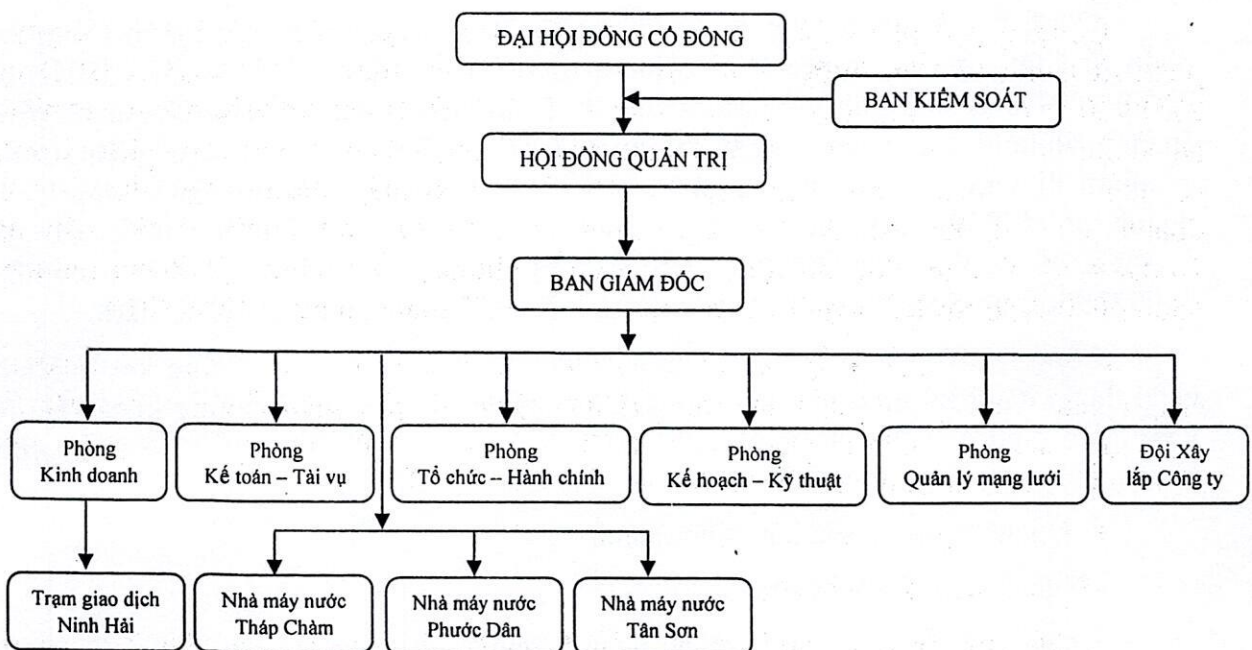 ĐẠI HỘI ĐỒNG CỔ ĐÔNG
BAN KIỂM SOÁT
HỘI ĐỒNG QUẢN TRỊ
BAN GIÁM ĐỐC
Phòng
Kinh doanh
Phòng
Kế toán – Tài vụ
Phòng
Tổ chức – Hành chính
Phòng
Kế hoạch – Kỹ thuật
Phòng
Quản lý mạng lưới
Đội Xây
lắp Công ty
Trạm giao dịch
Ninh Hải
Nhà máy nước
Tháp Chàm
Nhà máy nước
Phước Dân
Nhà máy nước
Tân Sơn